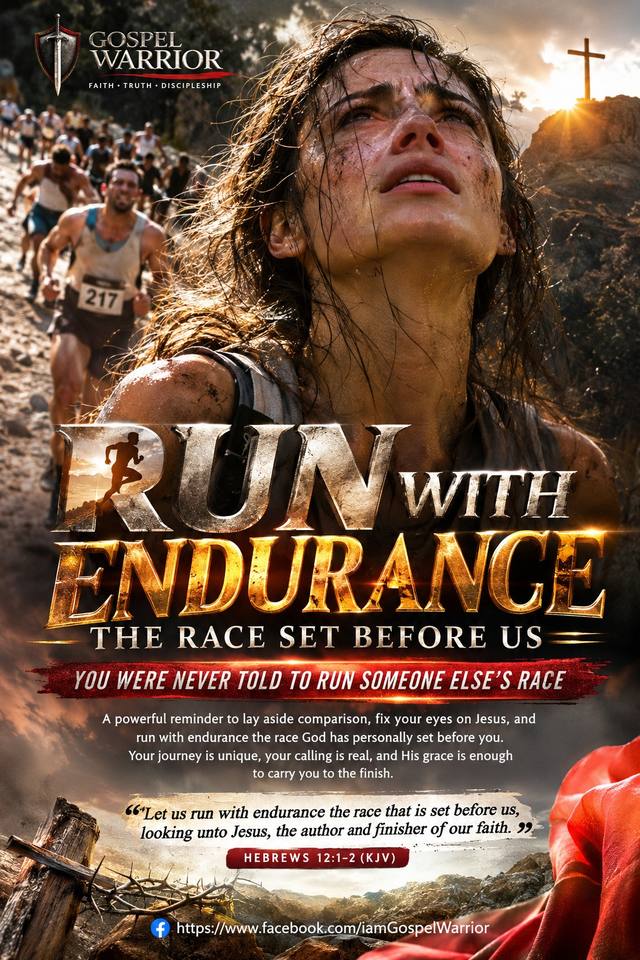 GOSPEL
WARRIOR
FAITH • TRUTH • DISCIPLESHIP
217
RUN WITH
ENDURANCE
THE RACE SET BEFORE US
YOU WERE NEVER TOLD TO RUN SOMEONE ELSE'S RACE
A powerful reminder to lay aside comparison, fix your eyes on Jesus, and
run with endurance the race God has personally set before you.
Your journey is unique, your calling is real, and His grace is enough
to carry you to the finish.
“ "Let us run with endurance the race that is set before us,
looking unto Jesus, the author and finisher of our faith. ”
HEBREWS 12:1–2 (KJV)
https://www.facebook.com/iamGospelWarrior